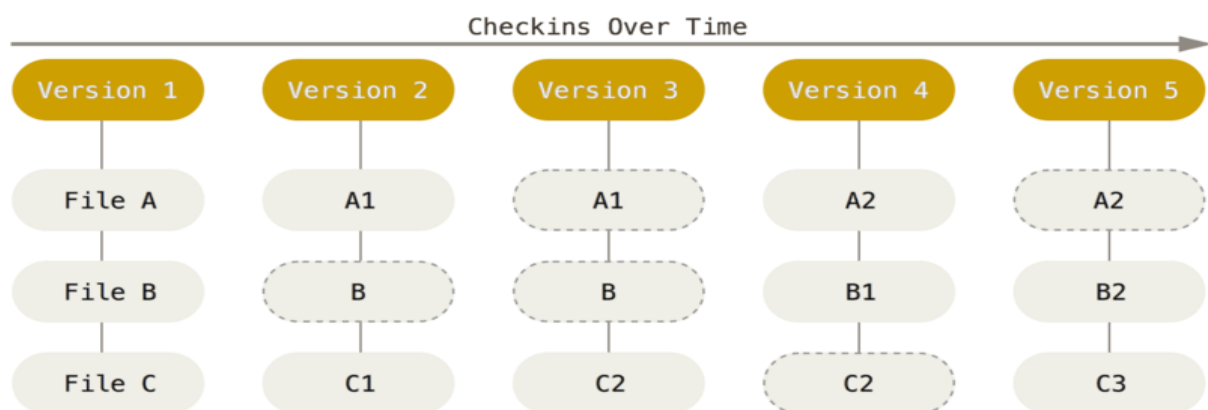 Checkins Over Time
Version 1 Version 2 Version 3 Version 4 Version 5
File A A1 A1 A2 A2
File B B B B1 B2
File C C1 C2 C2 C3